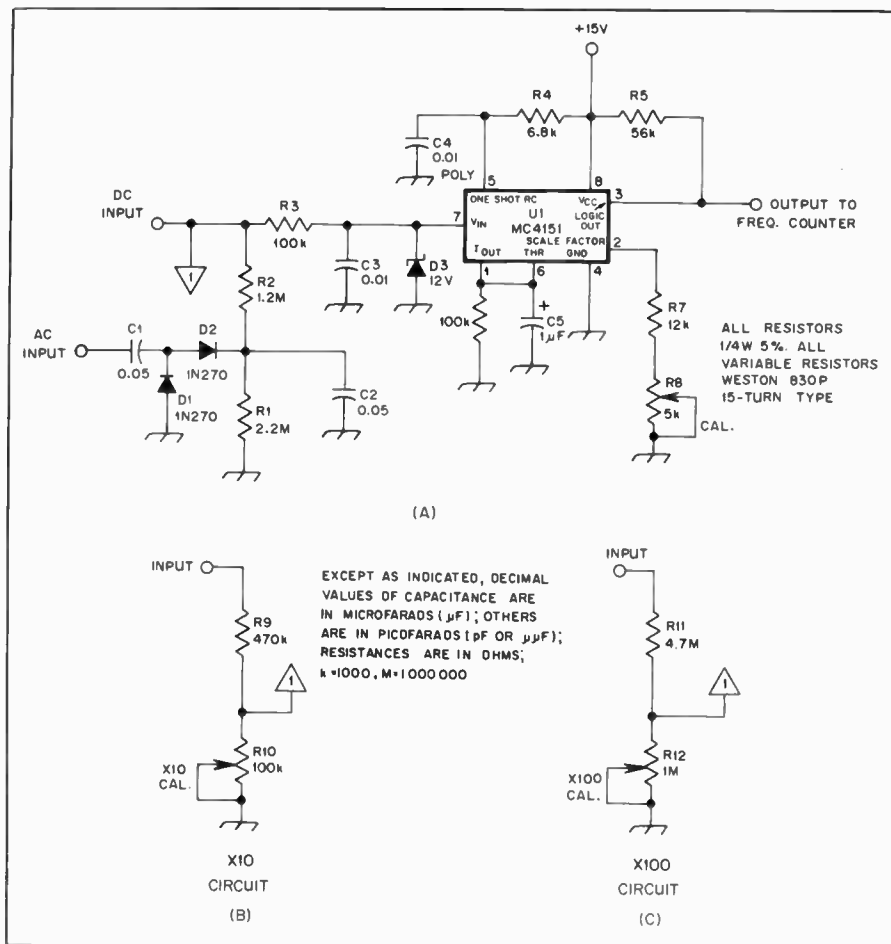 +15V
R4
6.8k
R5
56k
C4
0.01
POLY
5
8
3
DC
INPUT
R3
100k
7
ONE SHOT RC
VCC
VIN
U1
LOGIC
OUT
MC4151
SCALE FACTOR
IOUT
THR
GND
2
1
6
4
OUTPUT TO
FREQ. COUNTER
1
R2
1.2M
C3
0.01
D3
12V
100k
+
C5
1µF
R7
12k
AC
INPUT
C1
0.05
D2
1N270
D1
1N270
R1
2.2M
C2
0.05
R8
5k
CAL.
ALL RESISTORS
1/4W 5%. ALL
VARIABLE RESISTORS
WESTON 830P
15-TURN TYPE
(A)
INPUT
R9
470k
1
R10
100k
X10
CAL.
X10
CIRCUIT
(B)
EXCEPT AS INDICATED, DECIMAL
VALUES OF CAPACITANCE ARE
IN MICROFARADS (µF); OTHERS
ARE IN PICOFARADS (pF OR µµF);
RESISTANCES ARE IN OHMS;
k=1000, M=1000000
INPUT
R11
4.7M
1
R12
1M
X100
CAL.
X100
CIRCUIT
(C)